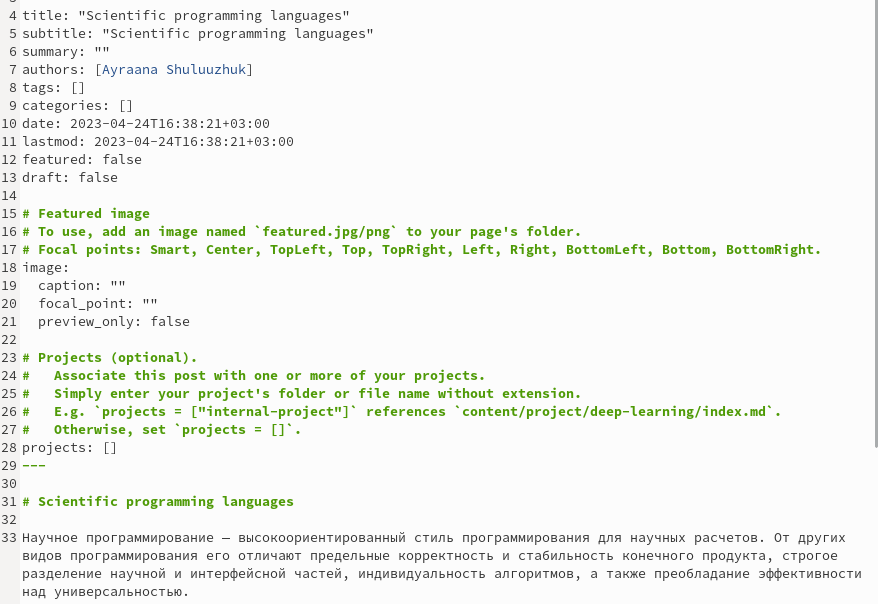 4 title: "Scientific programming languages"
5 subtitle: "Scientific programming languages"
6 summary: ""
7 authors: [Ayraana Shuluuzhuk]
8 tags: []
9 categories: []
10 date: 2023-04-24T16:38:21+03:00
11 lastmod: 2023-04-24T16:38:21+03:00
12 featured: false
13 draft: false
14
15 # Featured image
16 # To use, add an image named `featured.jpg/png` to your page's folder.
17 # Focal points: Smart, Center, TopLeft, Top, TopRight, Left, Right, BottomLeft, Bottom, BottomRight.
18 image:
19   caption: ""
20   focal_point: ""
21   preview_only: false
22
23 # Projects (optional).
24 #   Associate this post with one or more of your projects.
25 #   Simply enter your project's folder or file name without extension.
26 #   E.g. `projects = ["internal-project"]` references `content/project/deep-learning/index.md`.
27 #   Otherwise, set `projects = []`.
28 projects: []
29 ---
30
31 # Scientific programming languages
32
33 Научное программирование — высокоориентированный стиль программирования для научных расчетов. От других
видов программирования его отличают предельные корректность и стабильность конечного продукта, строгое
разделение научной и интерфейсной частей, индивидуальность алгоритмов, а также преобладание эффективности
над универсальностью.